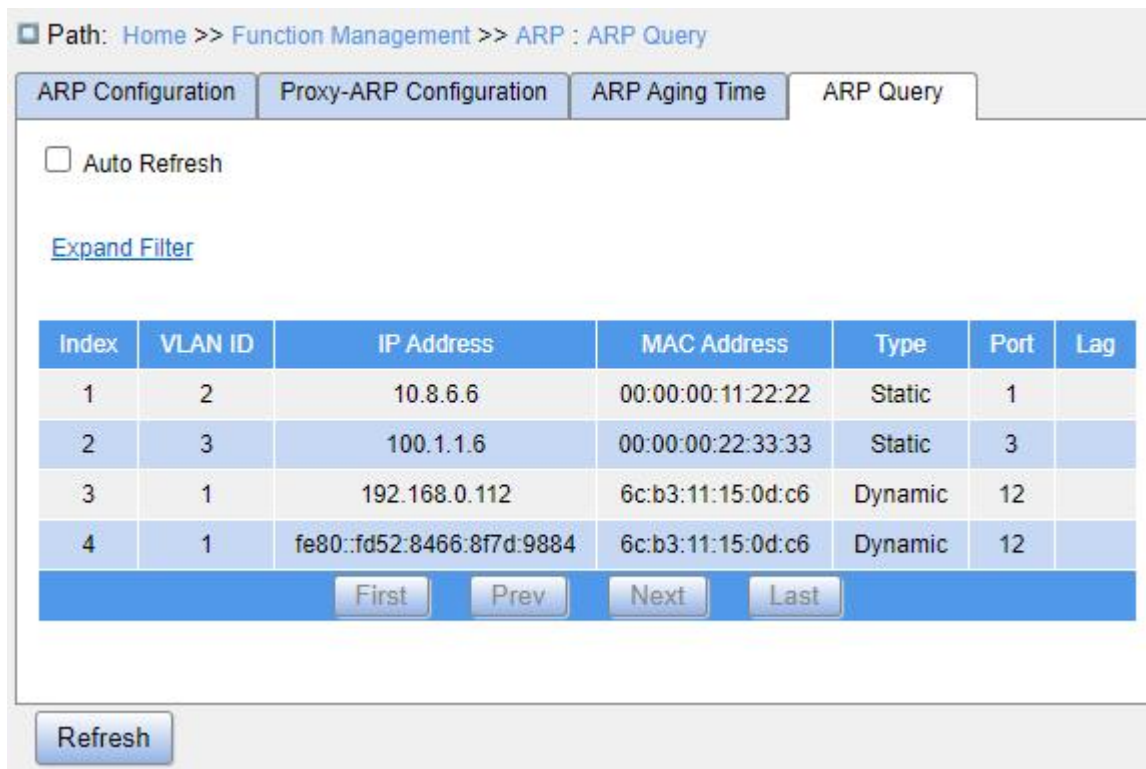 Path: Home >> Function Management >> ARP : ARP Query
ARP Configuration Proxy-ARP Configuration ARP Aging Time ARP Query
Auto Refresh
Expand Filter
Index VLAN ID IP Address MAC Address Type Port Lag
1 2 10.8.6.6 00:00:00:11:22:22 Static 1
2 3 100.1.1.6 00:00:00:22:33:33 Static 3
3 1 192.168.0.112 6c:b3:11:15:0d:c6 Dynamic 12
4 1 fe80::fd52:8466:8f7d:9884 6c:b3:11:15:0d:c6 Dynamic 12
First Prev Next Last
Refresh